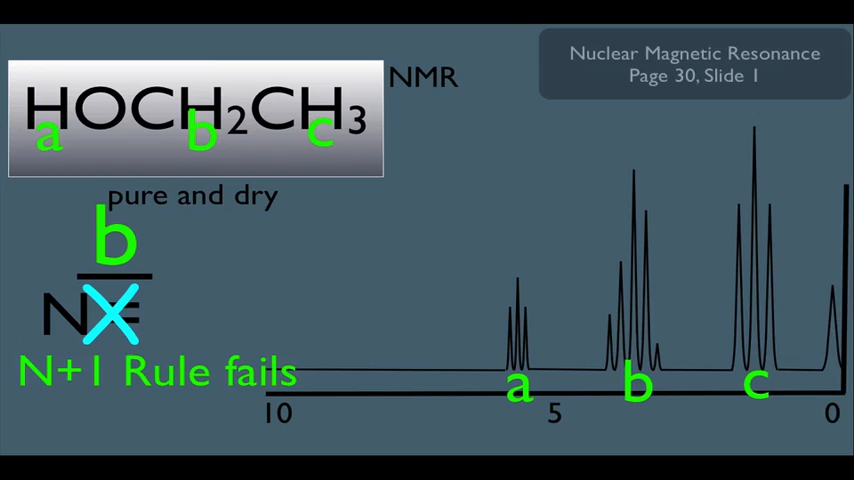 Nuclear Magnetic Resonance
Page 30, Slide 1
HOCH₂CH₃ NMR
a b c
pure and dry
b
N=
N+1 Rule fails
a b c
10 5 0